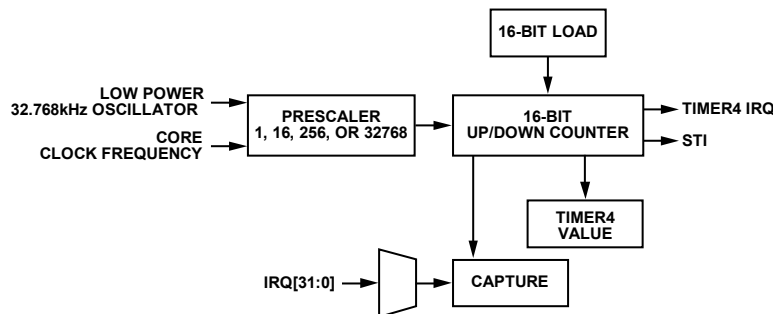 16-BIT LOAD
LOW POWER
32.768kHz OSCILLATOR
CORE
CLOCK FREQUENCY
PRESCALER
1, 16, 256, OR 32768
16-BIT
UP/DOWN COUNTER
TIMER4 IRQ
STI
TIMER4
VALUE
IRQ[31:0]
CAPTURE